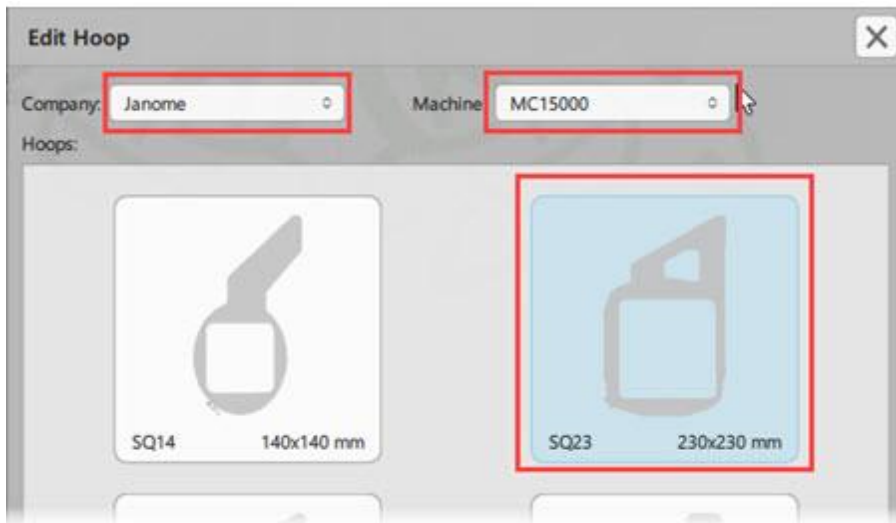 Edit Hoop
Company: Janome Machine MC15000
Hoops:
SQ14 140x140 mm
SQ23 230x230 mm